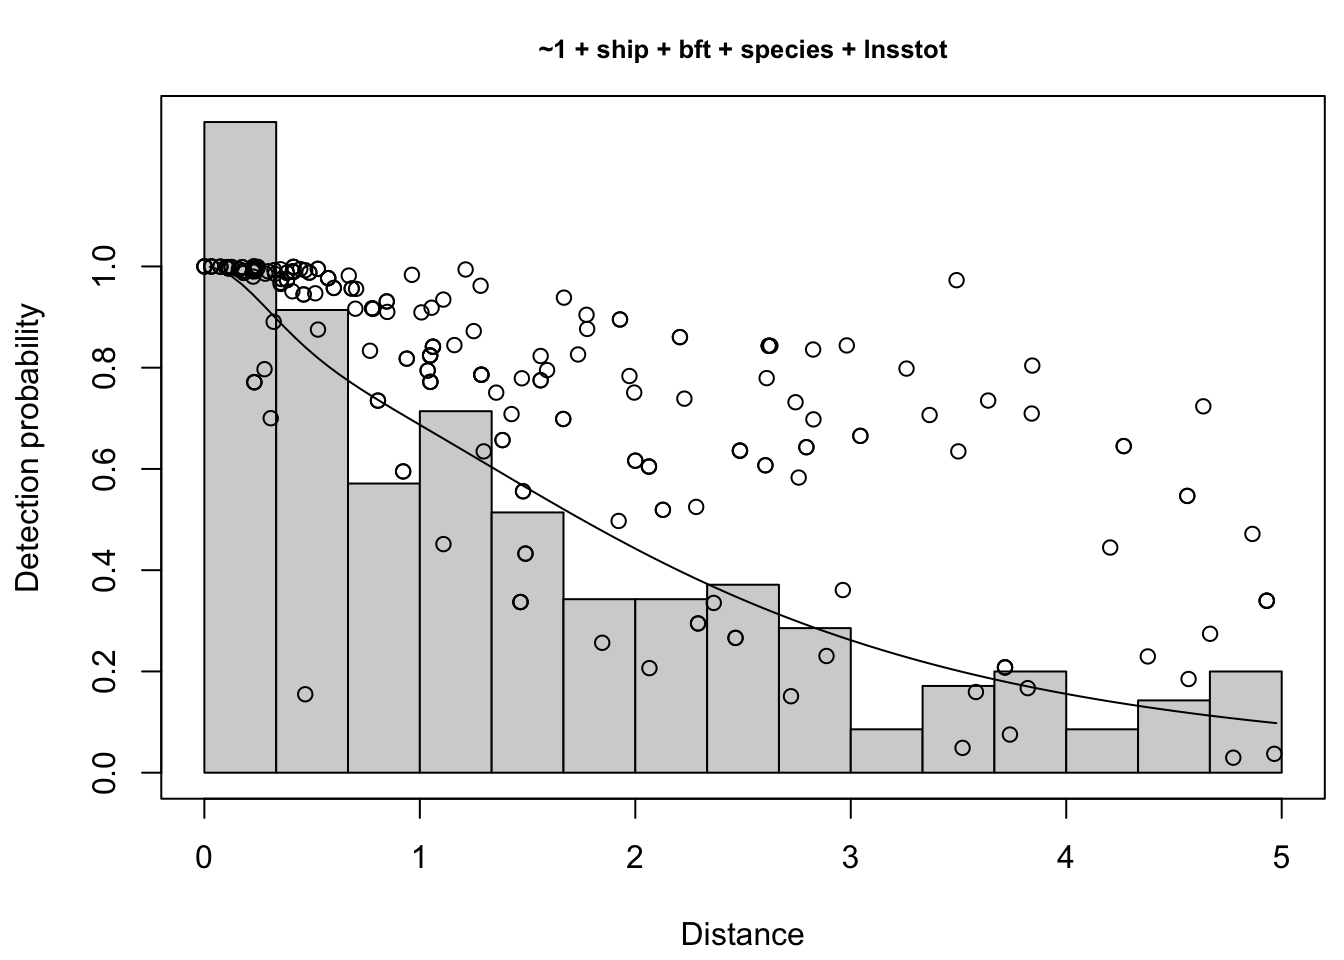 ~1 + ship + bft + species + lnsstot
Detection probability
1.0
0.8
0.6
0.4
0.2
0.0
0 1 2 3 4 5
Distance